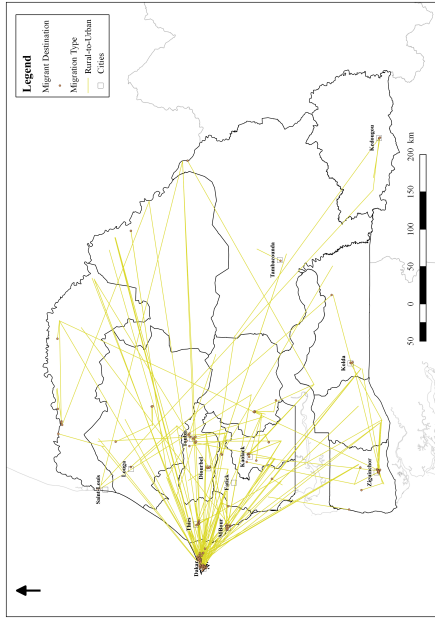 Legend
Migrant Destination
Migration Type
Rural-to-Urban
Cities
Saint-Louis
Louga
Touba
Dakar
Thies
Diourbel
MBour
Fatick
Kaolack
Tambacounda
Kolda
Ziguinchor
Kedougou
50 0 50 100 150 200 km